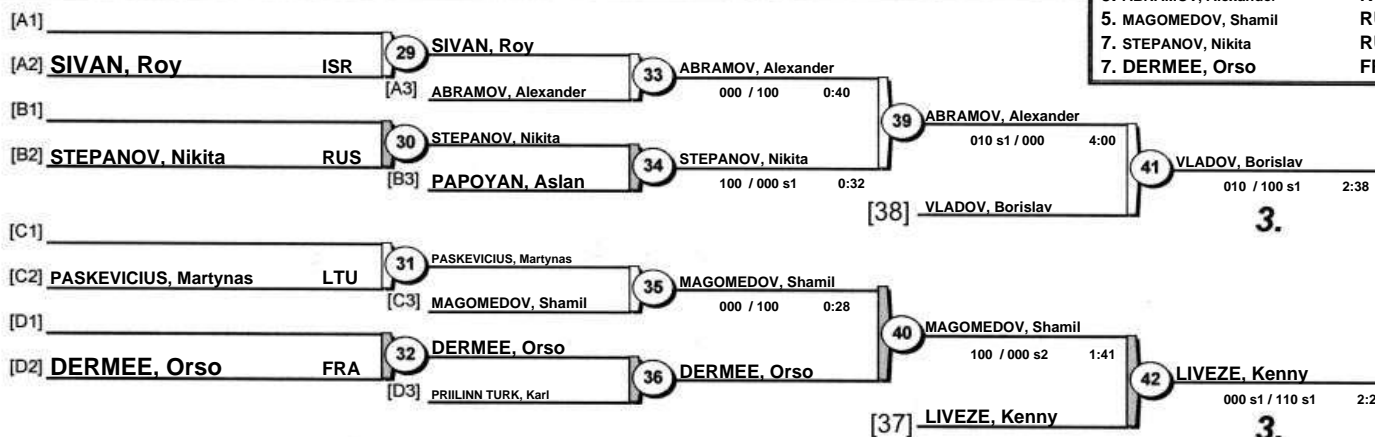 5. MAGOMEDOV, Shamil
7. STEPANOV, Nikita
7. DERMEE, Orso
[A1]
[A2] SIVAN, Roy ISR
29
SIVAN, Roy
[A3] ABRAMOV, Alexander
33
ABRAMOV, Alexander
000 / 100 0:40
[B1]
[B2] STEPANOV, Nikita RUS
30
STEPANOV, Nikita
[B3] PAPOYAN, Aslan
34
STEPANOV, Nikita
100 / 000 s1 0:32
39
ABRAMOV, Alexander
010 s1 / 000 4:00
[38] VLADOV, Borislav
41
VLADOV, Borislav
010 / 100 s1 2:38
3.
[C1]
[C2] PASKEVICIUS, Martynas LTU
31
PASKEVICIUS, Martynas
[C3] MAGOMEDOV, Shamil
35
MAGOMEDOV, Shamil
000 / 100 0:28
[D1]
[D2] DERMEE, Orso FRA
32
DERMEE, Orso
[D3] PRIILINN TURK, Karl
36
DERMEE, Orso
40
MAGOMEDOV, Shamil
100 / 000 s2 1:41
[37] LIVEZE, Kenny
42
LIVEZE, Kenny
000 s1 / 110 s1
3.